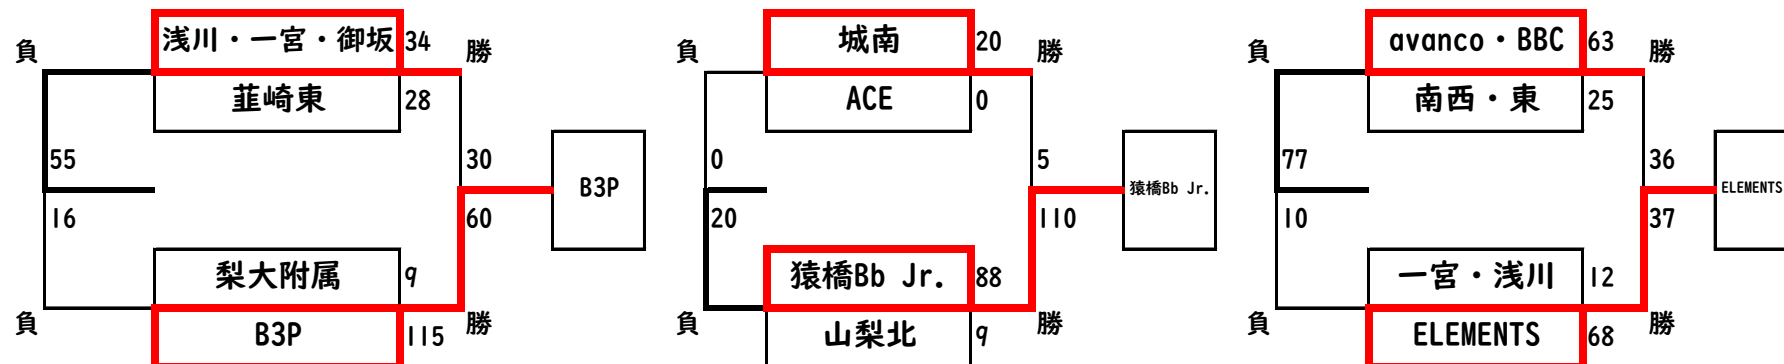 浅川・一宮・御坂 34
負 勝
韮崎東 28
55 30
B3P
16 60
梨大附属 9
負 勝
B3P 115
城南 20
負 勝
ACE 0
0 5
猿橋Bb Jr.
20 110
猿橋Bb Jr. 88
負 勝
山梨北 9
avanco・BBC 63
負 勝
南西・東 25
77 36
ELEMENTS
10 37
一宮・浅川 12
負 勝
ELEMENTS 68